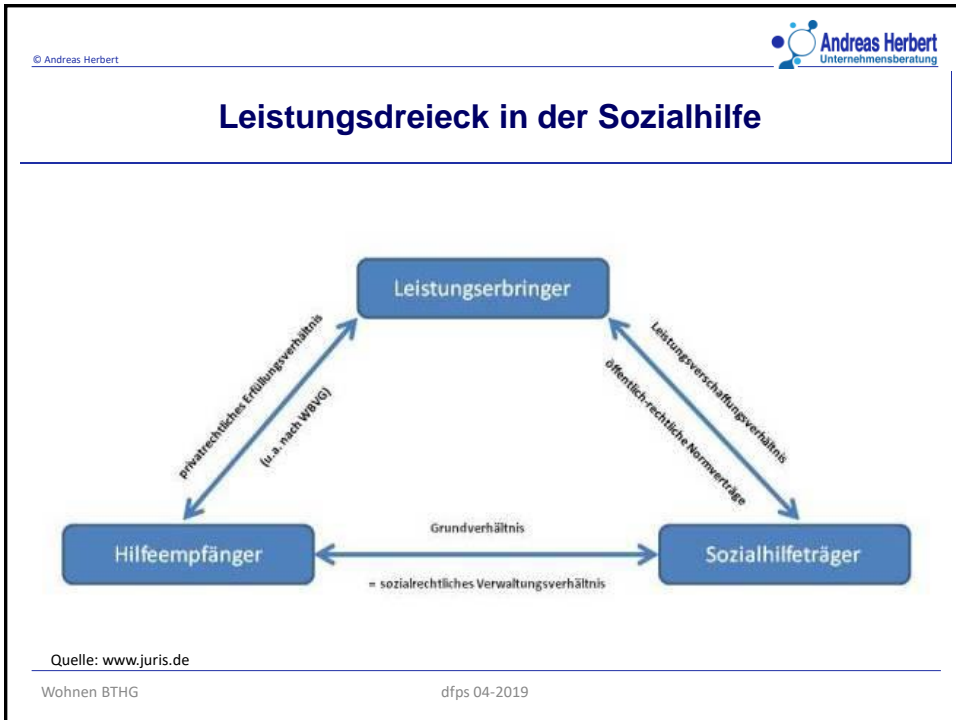 © Andreas Herbert
Andreas Herbert
Unternehmensberatung
Leistungsdreieck in der Sozialhilfe
Leistungserbringer
privatrechtliches Erfüllungsverhältnis
(u.a. nach WBVG)
Leistungsverschaffungsverhältnis
öffentlich-rechtliche Normverträge
Hilfeempfänger
Grundverhältnis
= sozialrechtliches Verwaltungsverhältnis
Sozialhilfeträger
Quelle: www.juris.de
Wohnen BTHG
dfps 04-2019